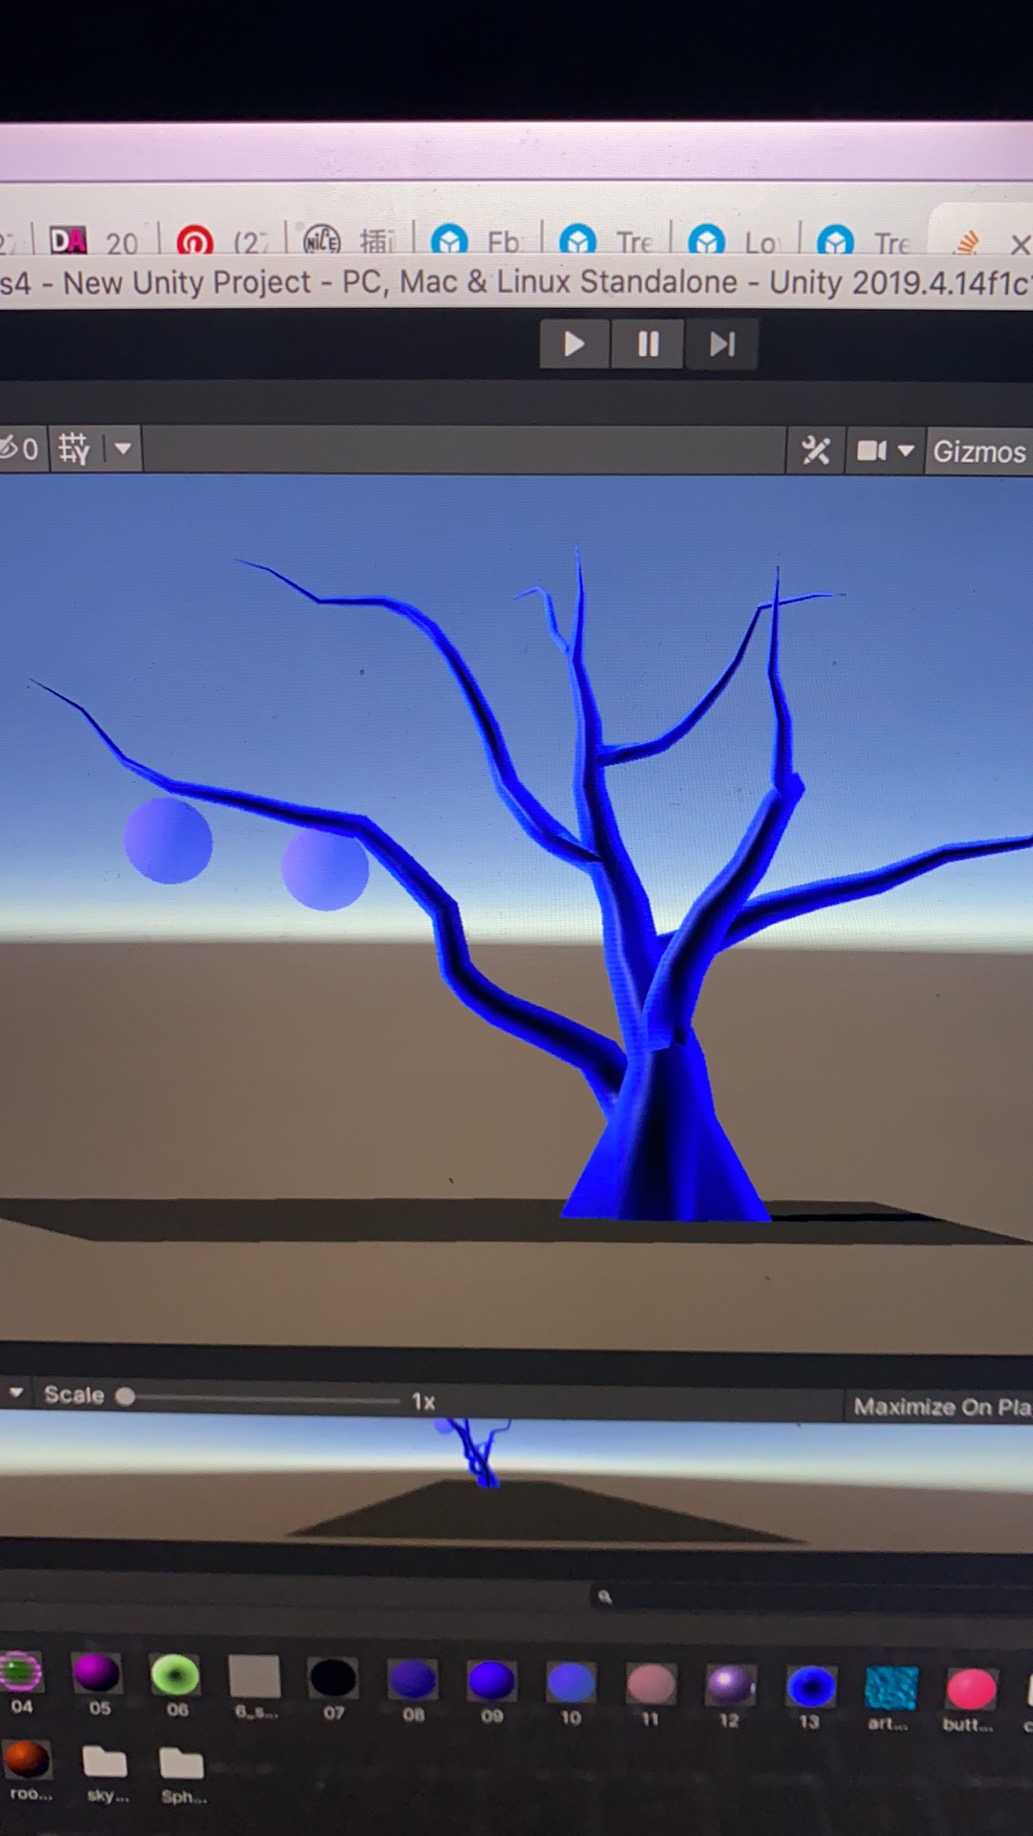 DA 20 (2 NiCE 插 Fb Tre Lo Tre X
s4 - New Unity Project - PC, Mac & Linux Standalone - Unity 2019.4.14f1c
0 Gizmos
Scale 1x Maximize On Pla
04 05 06 6_s... 07 08 09 10 11 12 13 art... butt...
roo... sky... Sph...